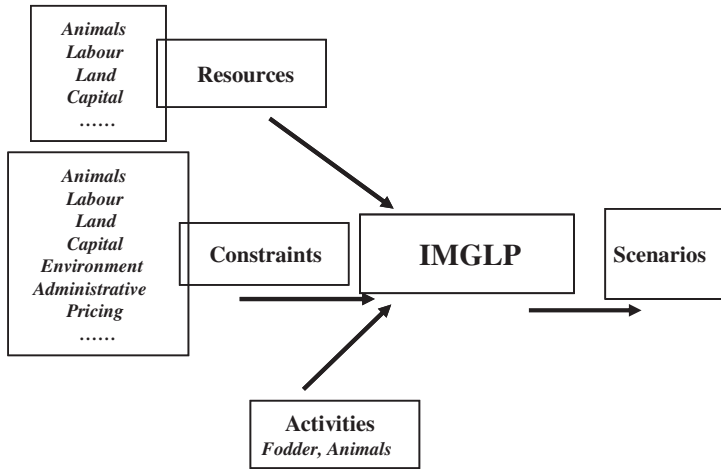 Animals
Labour
Land
Capital
......
Resources
Animals
Labour
Land
Capital
Environment
Administrative
Pricing
......
Constraints
IMGLP
Scenarios
Activities
Fodder, Animals